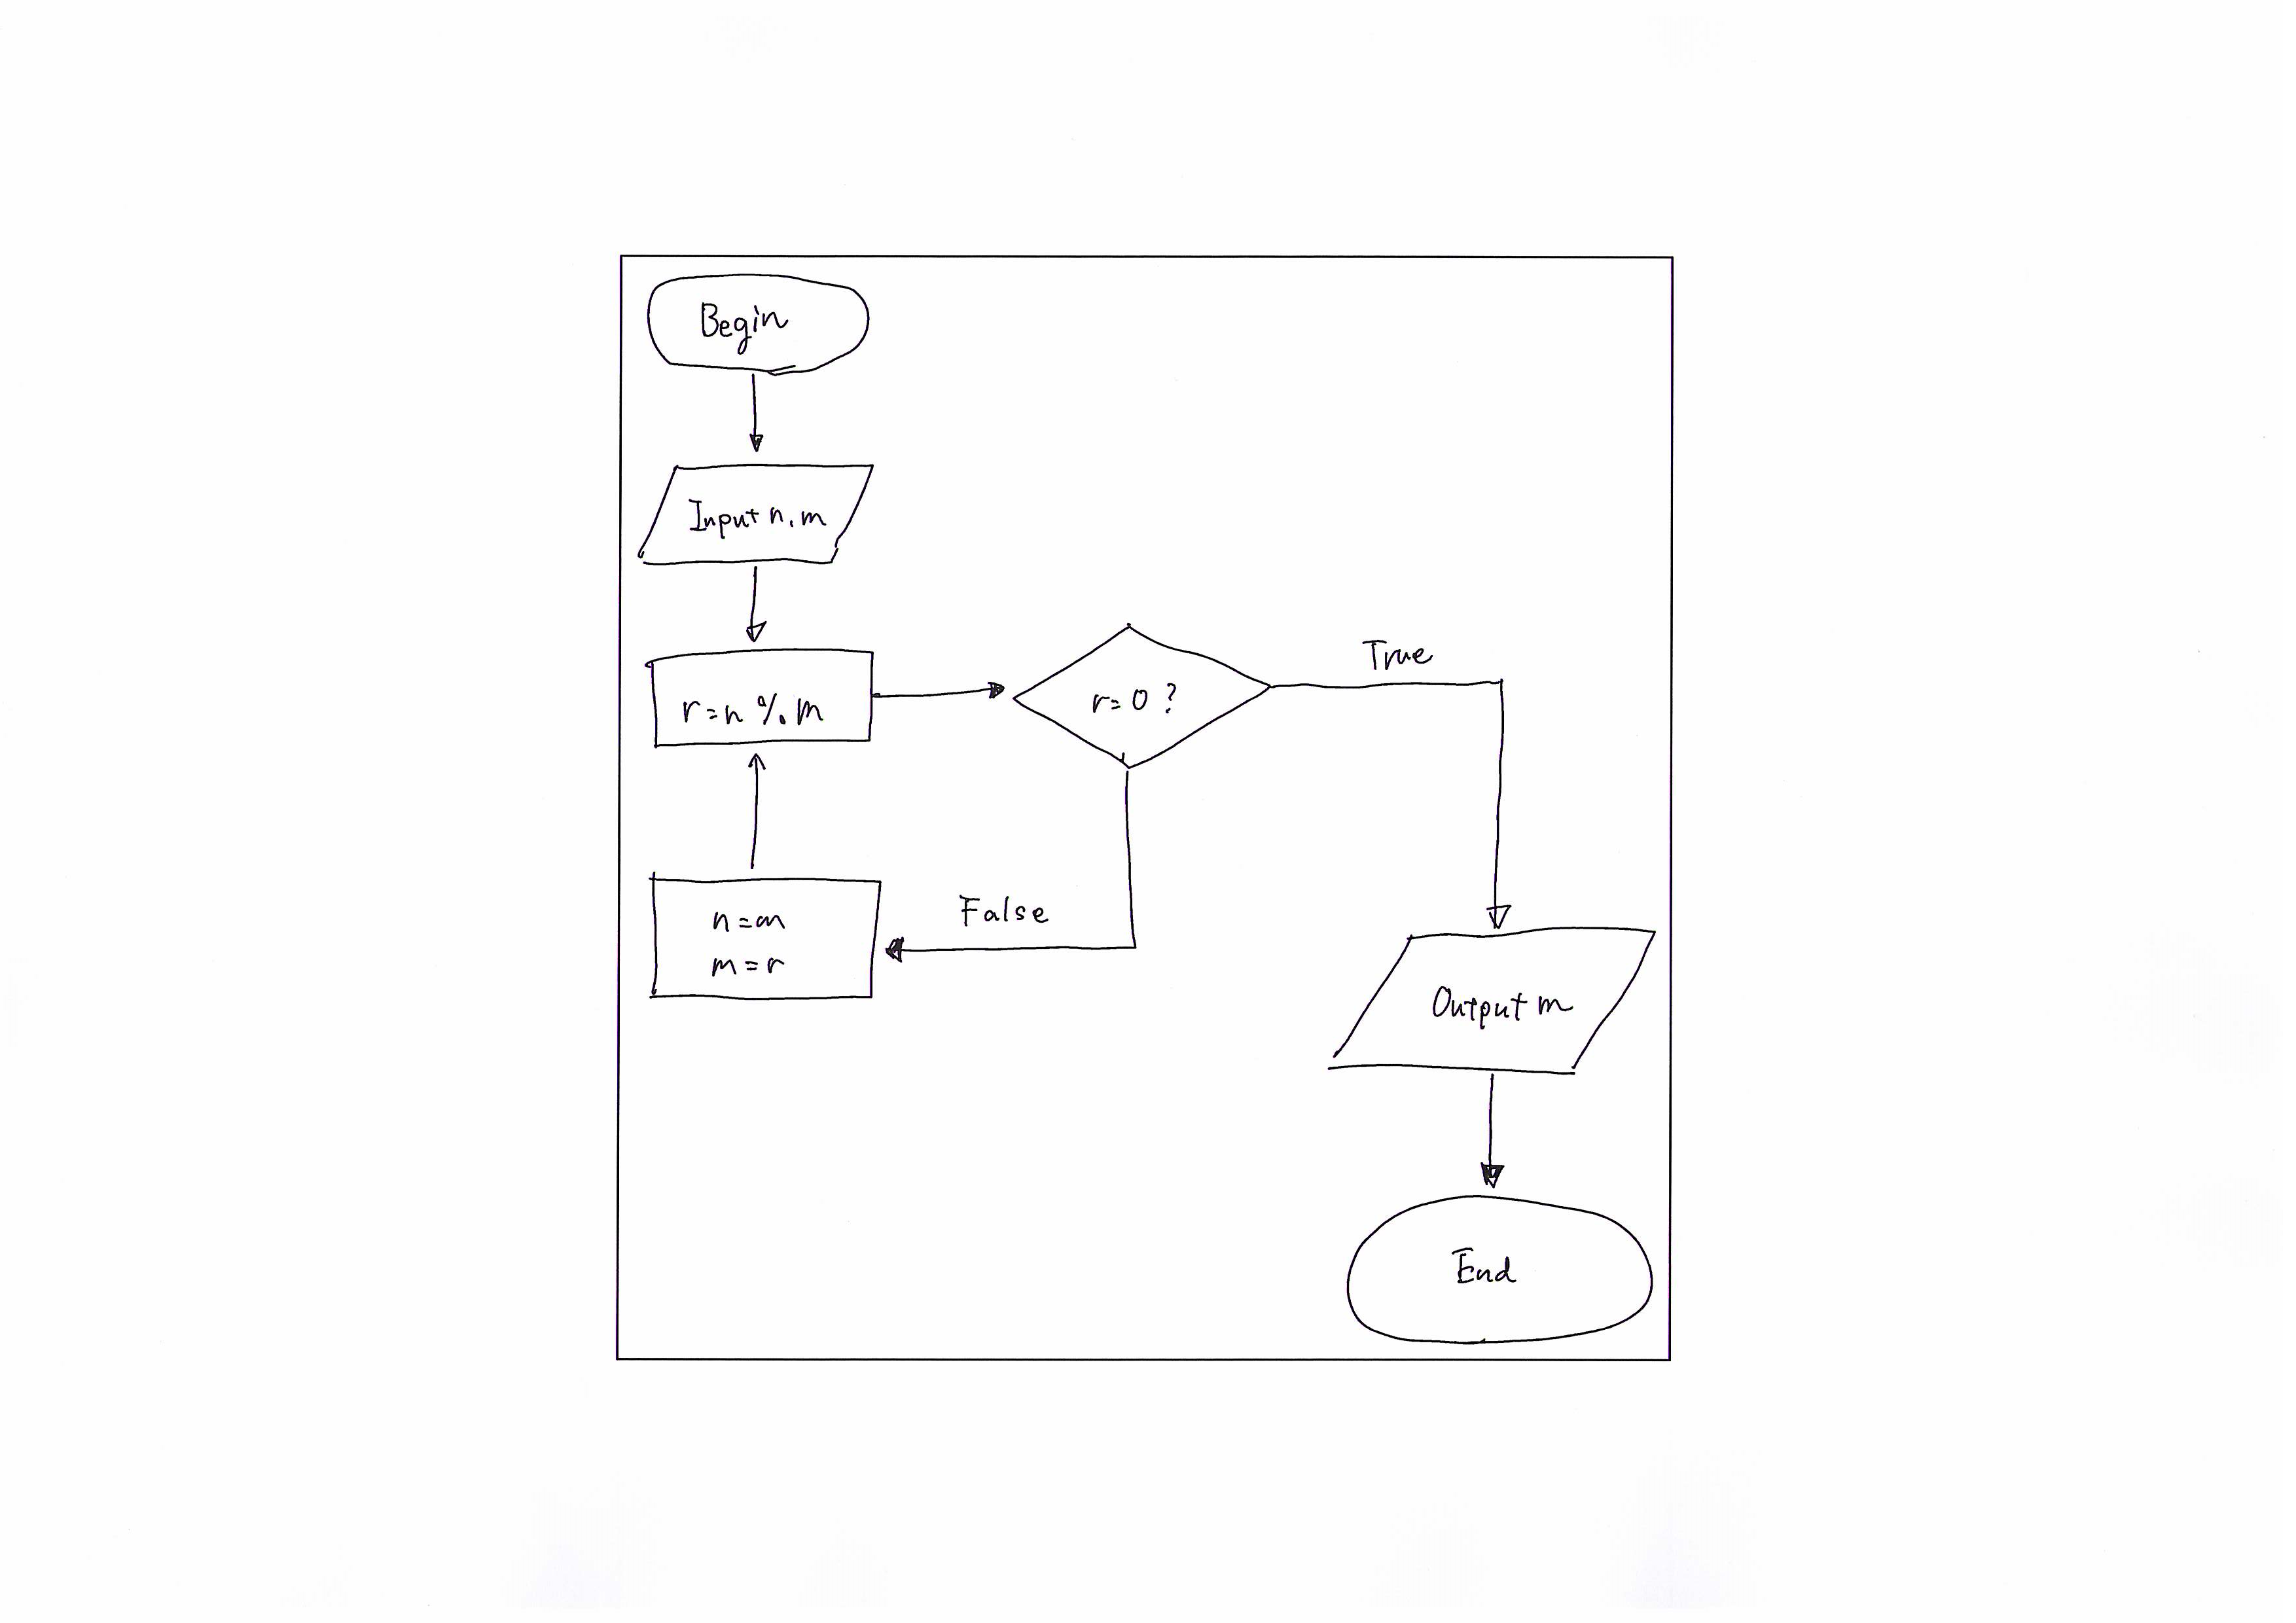 Begin
Input n, m
r=n % m
r=0 ?
True
False
n=m
m=r
Output m
End